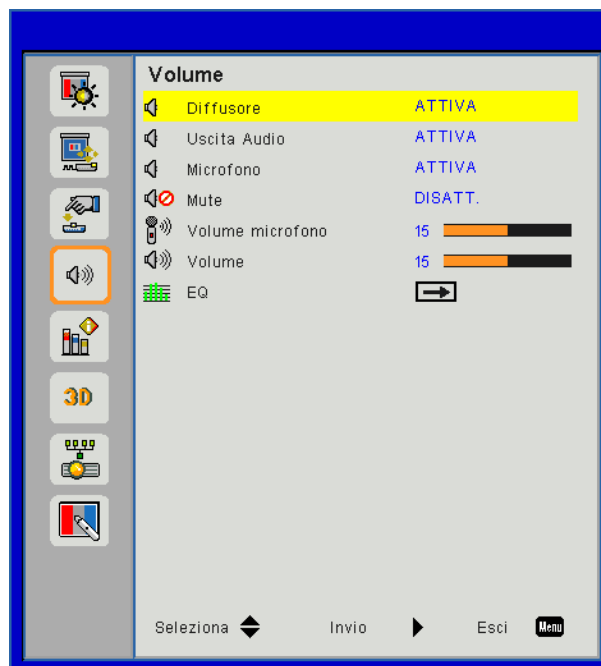 Volume
Diffusore ATTIVA
Uscita Audio ATTIVA
Microfono ATTIVA
Mute DISATT.
Volume microfono 15
Volume 15
EQ
3D
Seleziona Invio Esci Menu